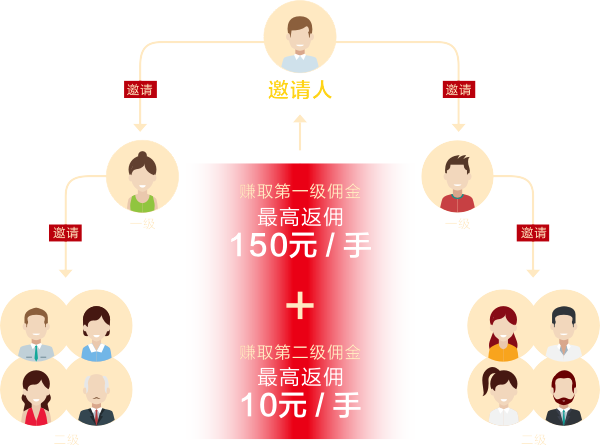 邀请人
邀请
邀请
一级
一级
邀请
邀请
赚取第一级佣金
最高返佣
150元 / 手
+
赚取第二级佣金
最高返佣
10元 / 手
二级
二级